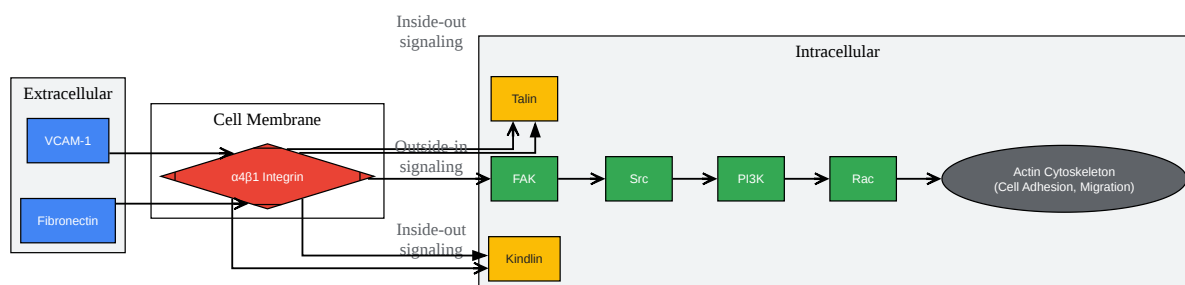 Inside-out
signaling
Intracellular
Extracellular
Talin
Cell Membrane
VCAM-1
Outside-in
signaling
α4β1 Integrin
FAK
Src
PI3K
Rac
Actin Cytoskeleton
(Cell Adhesion, Migration)
Fibronectin
Inside-out
signaling
Kindlin